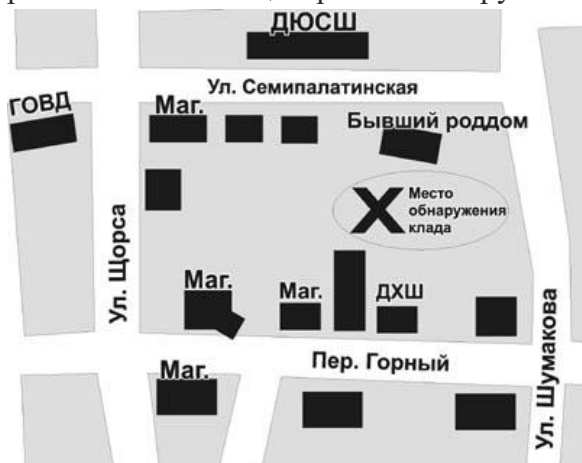 ДЮСШ
Ул. Семипалатинская
ГОВД
Маг.
Бывший роддом
Место
обнаружения
клада
Ул. Щорса
Маг.
Маг.
ДХШ
Пер. Горный
Маг.
Ул. Шумакова